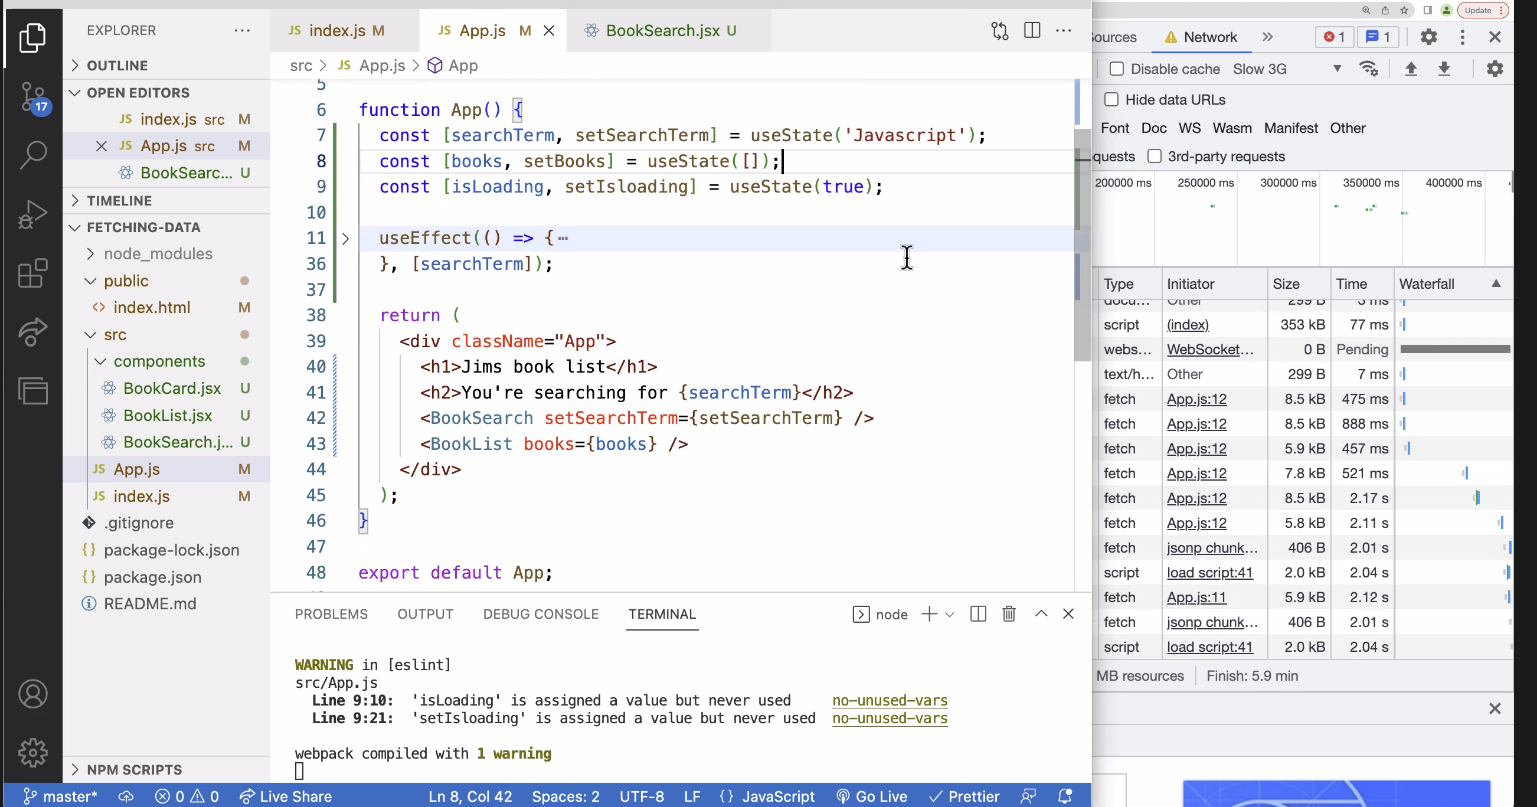 EXPLORER
OUTLINE
OPEN EDITORS
JS index.js src M
JS App.js src M
BookSearc... U
TIMELINE
FETCHING-DATA
node_modules
public
<> index.html M
src
components
BookCard.jsx U
BookList.jsx U
BookSearch.j... U
JS App.js M
JS index.js M
.gitignore
{} package-lock.json
{} package.json
README.md
NPM SCRIPTS
17
JS index.js M
JS App.js M
BookSearch.jsx U
src > JS App.js > App
5
6 function App() {
7 const [searchTerm, setSearchTerm] = useState('Javascript');
8 const [books, setBooks] = useState([]);
9 const [isLoading, setIsloading] = useState(true);
10
11 useEffect(() => { ⋯
36 }, [searchTerm]);
37
38 return (
39 <div className="App">
40 <h1>Jims book list</h1>
41 <h2>You're searching for {searchTerm}</h2>
42 <BookSearch setSearchTerm={setSearchTerm} />
43 <BookList books={books} />
44 </div>
45 );
46 }
47
48 export default App;
PROBLEMS OUTPUT DEBUG CONSOLE TERMINAL node
WARNING in [eslint]
src/App.js
Line 9:10: 'isLoading' is assigned a value but never used no-unused-vars
Line 9:21: 'setIsloading' is assigned a value but never used no-unused-vars
webpack compiled with 1 warning
master* 0 0 Live Share Ln 8, Col 42 Spaces: 2 UTF-8 LF {} JavaScript Go Live Prettier
Update
ources Network 1 1
Disable cache Slow 3G
Hide data URLs
Font Doc WS Wasm Manifest Other
quests 3rd-party requests
200000 ms 250000 ms 300000 ms 350000 ms 400000 ms
Type Initiator Size Time Waterfall
docu... Other 299 B 3 ms
script (index) 353 kB 77 ms
webs... WebSocket... 0 B Pending
text/h... Other 299 B 7 ms
fetch App.js:12 8.5 kB 475 ms
fetch App.js:12 8.5 kB 888 ms
fetch App.js:12 5.9 kB 457 ms
fetch App.js:12 7.8 kB 521 ms
fetch App.js:12 8.5 kB 2.17 s
fetch App.js:12 5.8 kB 2.11 s
fetch jsonp chunk... 406 B 2.01 s
script load script:41 2.0 kB 2.04 s
fetch App.js:11 5.9 kB 2.12 s
fetch jsonp chunk... 406 B 2.01 s
script load script:41 2.0 kB 2.04 s
MB resources Finish: 5.9 min